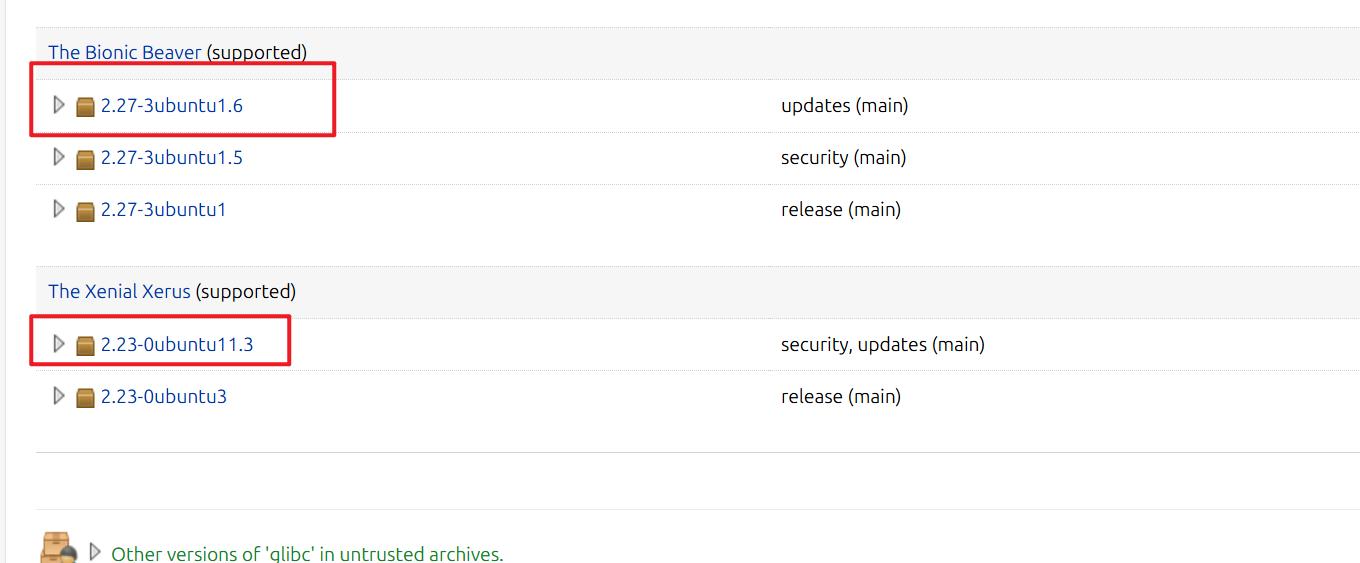 The Bionic Beaver (supported)
2.27-3ubuntu1.6 updates (main)
2.27-3ubuntu1.5 security (main)
2.27-3ubuntu1 release (main)
The Xenial Xerus (supported)
2.23-0ubuntu11.3 security, updates (main)
2.23-0ubuntu3 release (main)
Other versions of 'glibc' in untrusted archives.